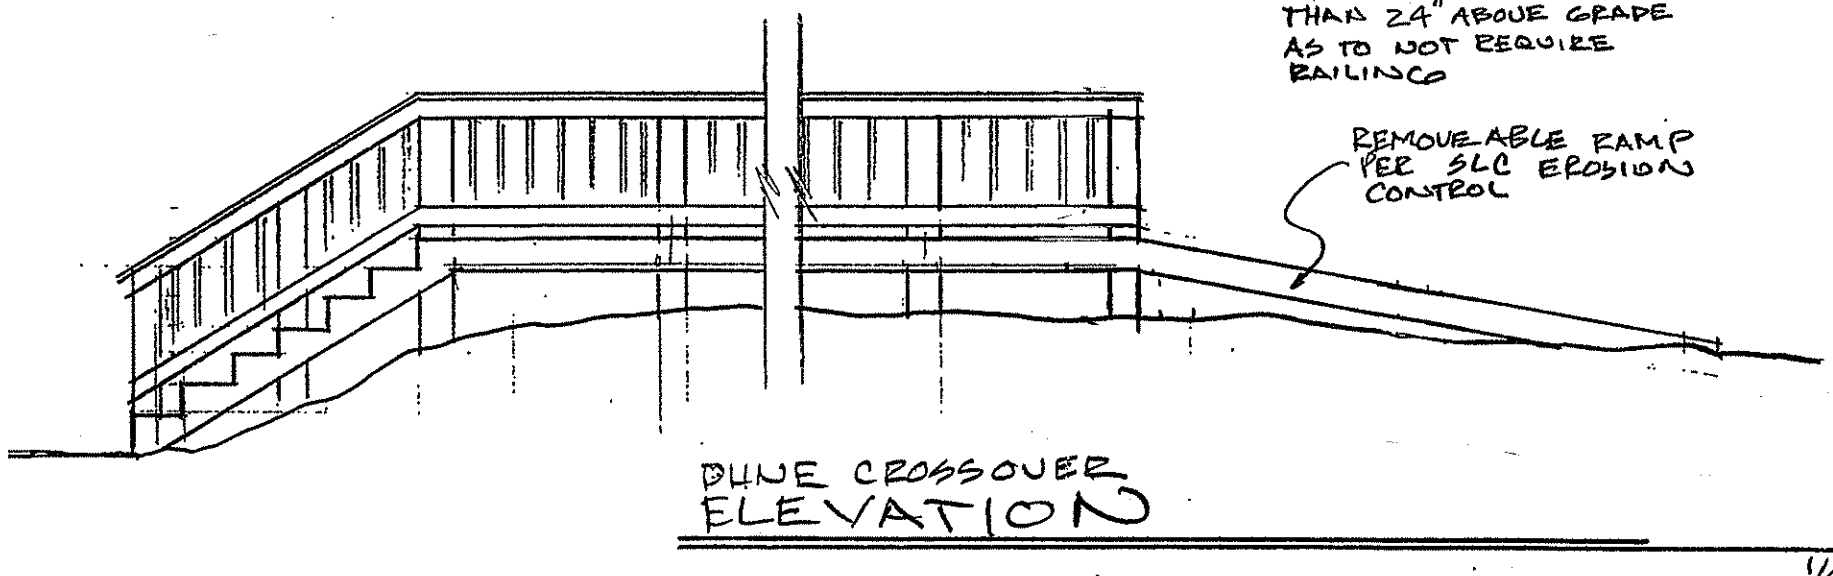 THAN 24" ABOVE GRADE
AS TO NOT REQUIRE
RAILING
REMOVEABLE RAMP
PER SLC EROSION
CONTROL
DUNE CROSSOVER
ELEVATION